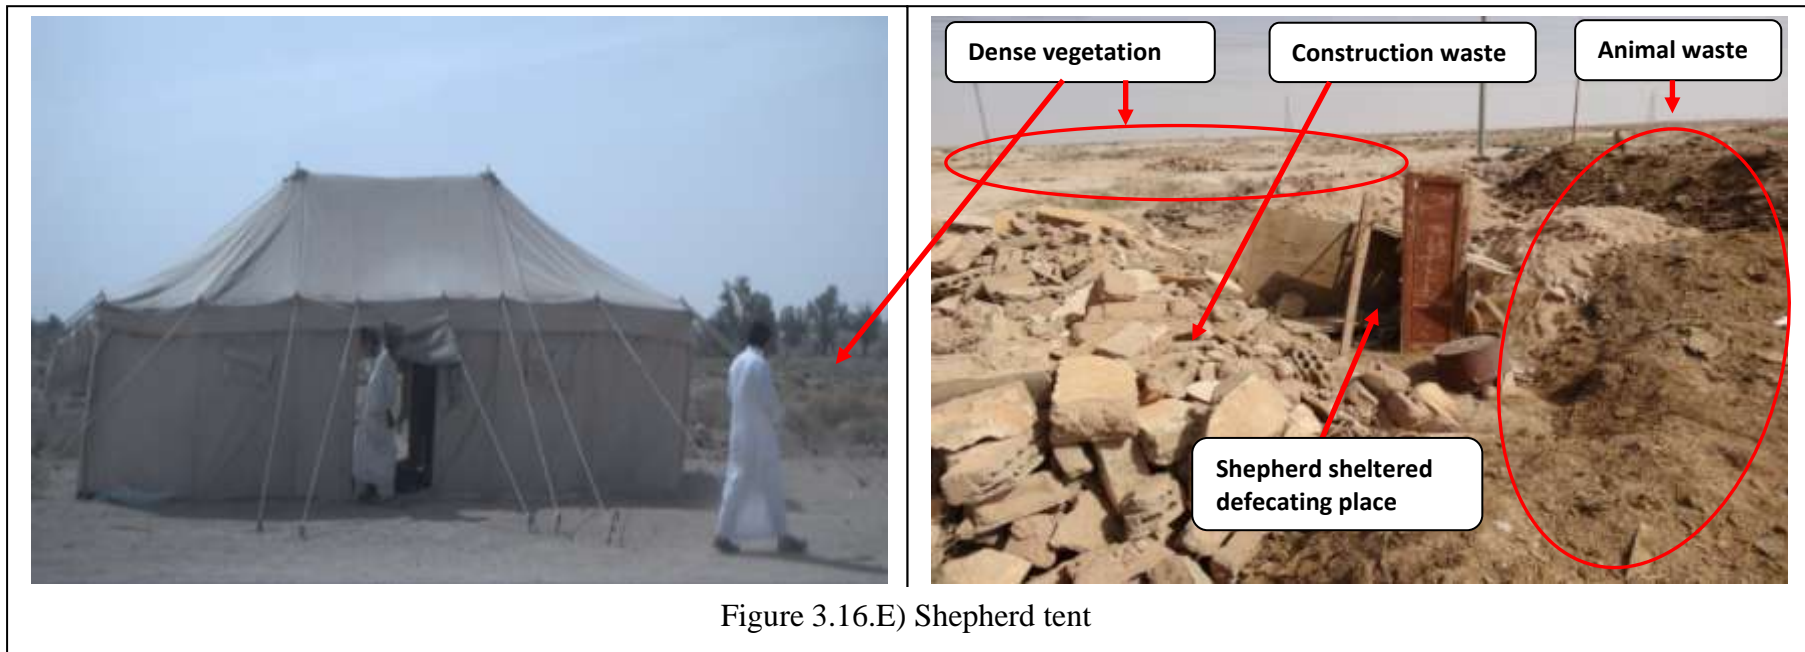 Dense vegetation
Construction waste
Animal waste
Shepherd sheltered
defecating place
Figure 3.16.E) Shepherd tent